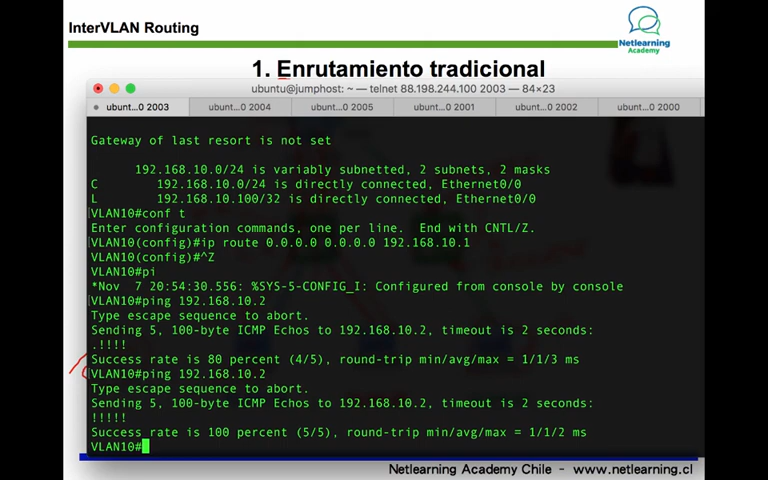 InterVLAN Routing
Netlearning
Academy
1. Enrutamiento tradicional
ubuntu@jumphost: ~ — telnet 88.198.244.100 2003 — 84×23
ubunt...0 2003 ubunt...0 2004 ubunt...0 2005 ubunt...0 2001 ubunt...0 2002 ubunt...0 2000
Gateway of last resort is not set
192.168.10.0/24 is variably subnetted, 2 subnets, 2 masks
C 192.168.10.0/24 is directly connected, Ethernet0/0
L 192.168.10.100/32 is directly connected, Ethernet0/0
VLAN10#conf t
Enter configuration commands, one per line. End with CNTL/Z.
VLAN10(config)#ip route 0.0.0.0 0.0.0.0 192.168.10.1
VLAN10(config)#^Z
VLAN10#pi
*Nov 7 20:54:30.556: %SYS-5-CONFIG_I: Configured from console by console
VLAN10#ping 192.168.10.2
Type escape sequence to abort.
Sending 5, 100-byte ICMP Echos to 192.168.10.2, timeout is 2 seconds:
.!!!!
Success rate is 80 percent (4/5), round-trip min/avg/max = 1/1/3 ms
VLAN10#ping 192.168.10.2
Type escape sequence to abort.
Sending 5, 100-byte ICMP Echos to 192.168.10.2, timeout is 2 seconds:
!!!!!
Success rate is 100 percent (5/5), round-trip min/avg/max = 1/1/2 ms
VLAN10#
Netlearning Academy Chile - www.netlearning.cl